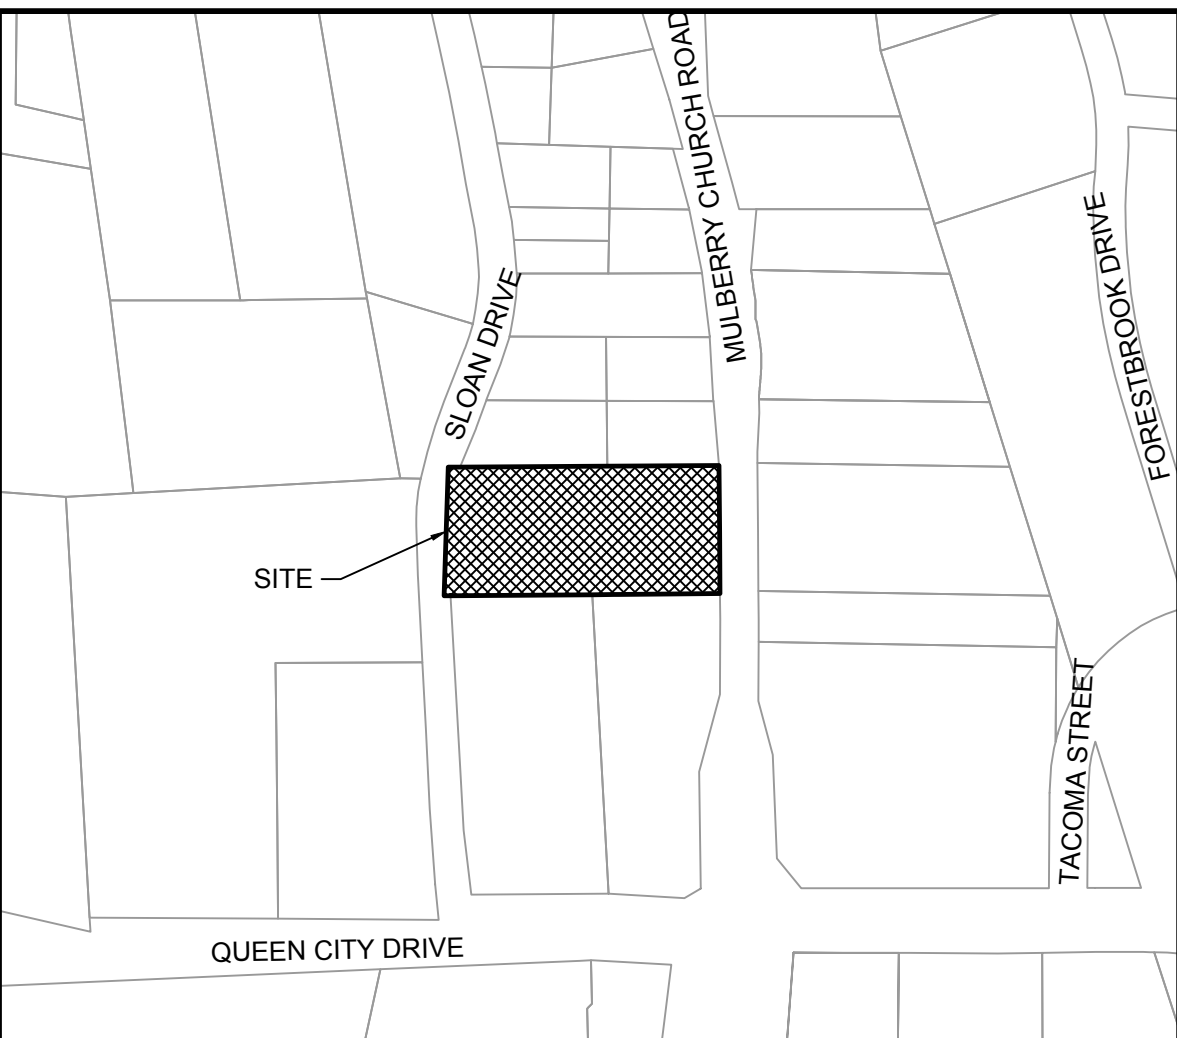 MULBERRY CHURCH ROAD
FORESTBROOK DRIVE
SLOAN DRIVE
SITE
TACOMA STREET
QUEEN CITY DRIVE